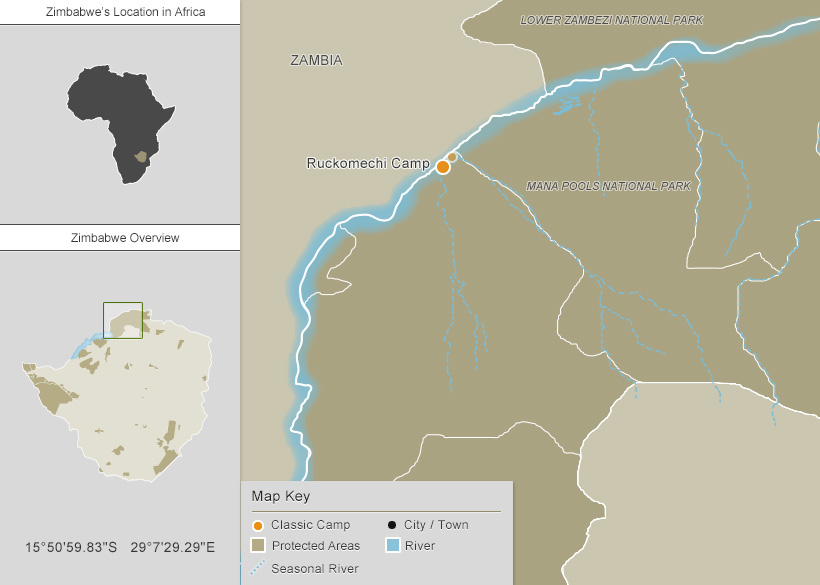 Zimbabwe's Location in Africa
LOWER ZAMBEZI NATIONAL PARK
ZAMBIA
Ruckomechi Camp
MANA POOLS NATIONAL PARK
Zimbabwe Overview
15°50'59.83"S 29°7'29.29"E
Map Key
Classic Camp
City / Town
Protected Areas
River
Seasonal River